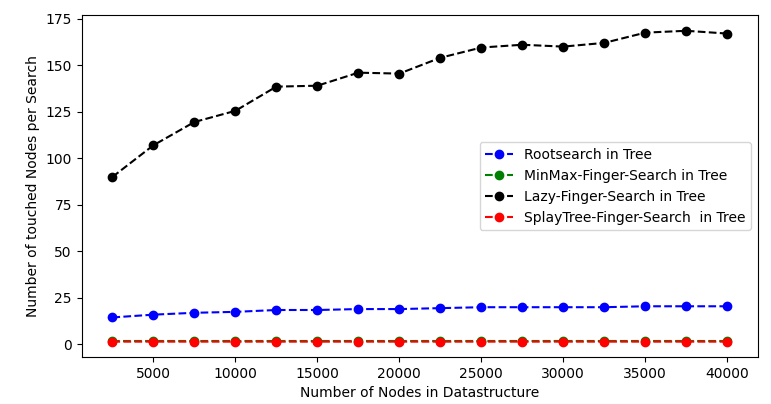 175
150
125
100
75
50
25
0
Number of touched Nodes per Search
Rootsearch in Tree
MinMax-Finger-Search in Tree
Lazy-Finger-Search in Tree
SplayTree-Finger-Search  in Tree
5000 10000 15000 20000 25000 30000 35000 40000
Number of Nodes in Datastructure